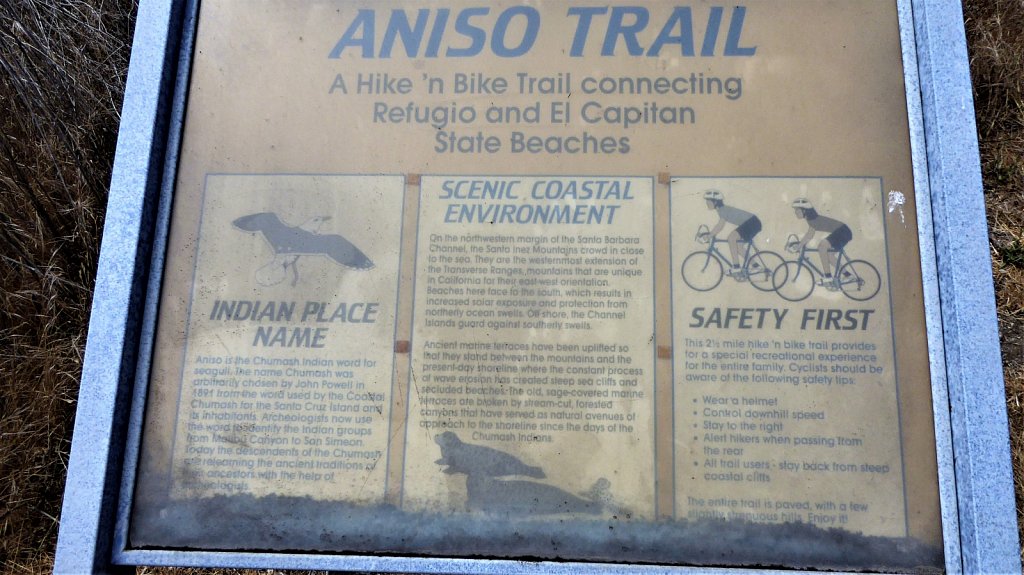 ANISO TRAIL
A Hike 'n Bike Trail connecting
Refugio and El Capitan
State Beaches
INDIAN PLACE
NAME
Aniso is the Chumash Indian word for
seagull. The name Chumash was
arbitrarily chosen by John Powell in
1891 from the word used by the Coastal
Chumash for the Santa Cruz Island and
its inhabitants. Archeologists now use
the word to identify the Indian groups
from Malibu Canyon to San Simeon.
Today the descendents of the Chumash
are relearning the ancient traditions of
their ancestors with the help of
SCENIC COASTAL
ENVIRONMENT
On the northwestern margin of the Santa Barbara
Channel, the Santa Inez Mountains crowd in close
to the sea. They are the westernmost extension of
the Transverse Ranges, mountains that are unique
in California for their east-west orientation.
Beaches here face to the south, which results in
increased solar exposure and protection from
northerly ocean swells. Off shore, the Channel
Islands guard against southerly swells.
Ancient marine terraces have been uplifted so
that they stand between the mountains and the
present-day shoreline where the constant process
of wave erosion has created steep sea cliffs and
secluded beaches. The old, sage-covered marine
terraces are broken by stream-cut, forested
canyons that have served as natural avenues of
approach to the shoreline since the days of the
Chumash Indians.
SAFETY FIRST
This 2½ mile hike 'n bike trail provides
for a special recreational experience
for the entire family. Cyclists should be
aware of the following safety tips:
• Wear a helmet
• Control downhill speed
• Stay to the right
• Alert hikers when passing from
the rear
• All trail users - stay back from steep
coastal cliffs
The entire trail is paved, with a few
slightly strenuous hills. Enjoy it!